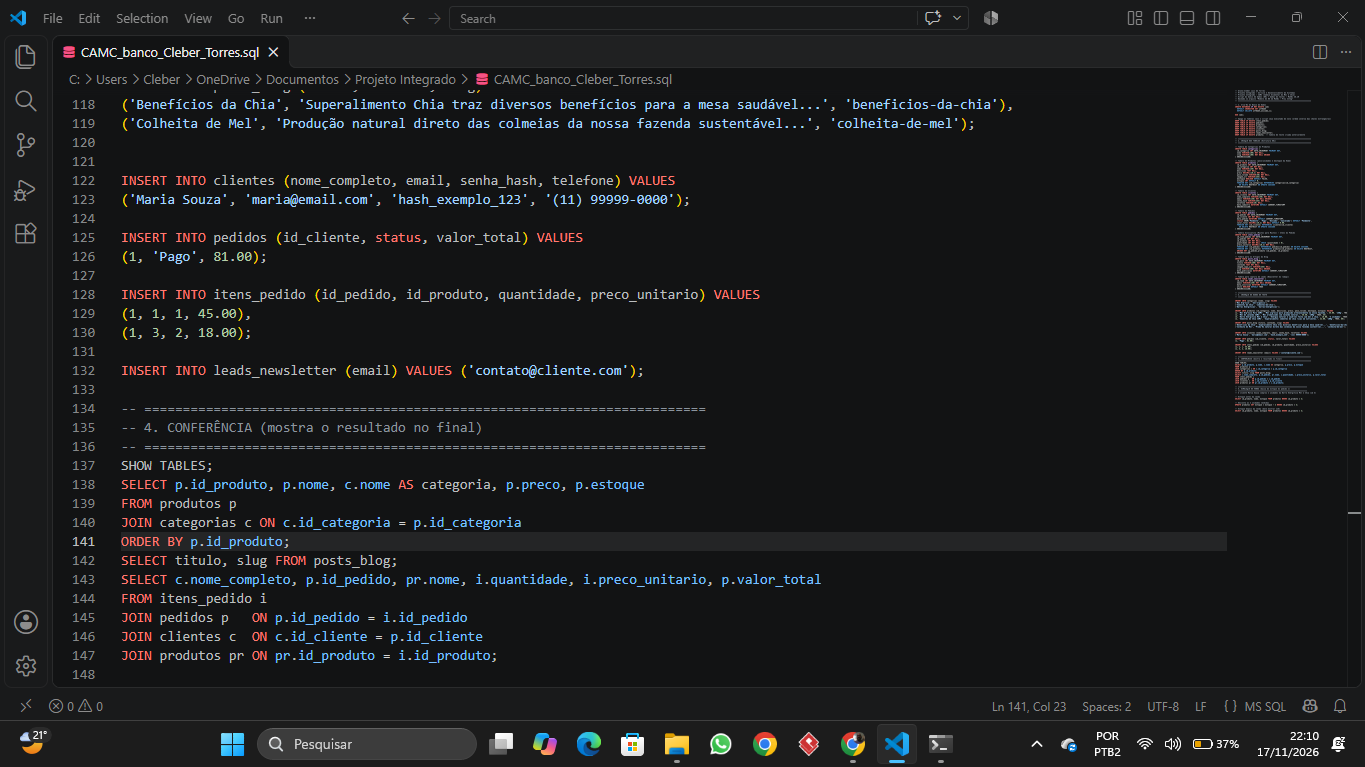 File Edit Selection View Go Run ··· Search
CAMC_banco_Cleber_Torres.sql
C: > Users > Cleber > OneDrive > Documentos > Projeto Integrado > CAMC_banco_Cleber_Torres.sql
118 ('Benefícios da Chia', 'Superalimento Chia traz diversos benefícios para a mesa saudável...', 'beneficios-da-chia'),
119 ('Colheita de Mel', 'Produção natural direto das colmeias da nossa fazenda sustentável...', 'colheita-de-mel');
120
121
122 INSERT INTO clientes (nome_completo, email, senha_hash, telefone) VALUES
123 ('Maria Souza', 'maria@email.com', 'hash_exemplo_123', '(11) 99999-0000');
124
125 INSERT INTO pedidos (id_cliente, status, valor_total) VALUES
126 (1, 'Pago', 81.00);
127
128 INSERT INTO itens_pedido (id_pedido, id_produto, quantidade, preco_unitario) VALUES
129 (1, 1, 1, 45.00),
130 (1, 3, 2, 18.00);
131
132 INSERT INTO leads_newsletter (email) VALUES ('contato@cliente.com');
133
134 -- =========================================================================
135 -- 4. CONFERÊNCIA (mostra o resultado no final)
136 -- =========================================================================
137 SHOW TABLES;
138 SELECT p.id_produto, p.nome, c.nome AS categoria, p.preco, p.estoque
139 FROM produtos p
140 JOIN categorias c ON c.id_categoria = p.id_categoria
141 ORDER BY p.id_produto;
142 SELECT titulo, slug FROM posts_blog;
143 SELECT c.nome_completo, p.id_pedido, pr.nome, i.quantidade, i.preco_unitario, p.valor_total
144 FROM itens_pedido i
145 JOIN pedidos p   ON p.id_pedido = i.id_pedido
146 JOIN clientes c  ON c.id_cliente = p.id_cliente
147 JOIN produtos pr ON pr.id_produto = i.id_produto;
148
0 0 Ln 141, Col 23 Spaces: 2 UTF-8 LF { } MS SQL
21° Pesquisar POR 37% 22:10
PTB2 17/11/2026